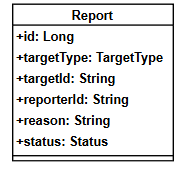 Report
+id: Long
+targetType: TargetType
+targetId: String
+reporterId: String
+reason: String
+status: Status